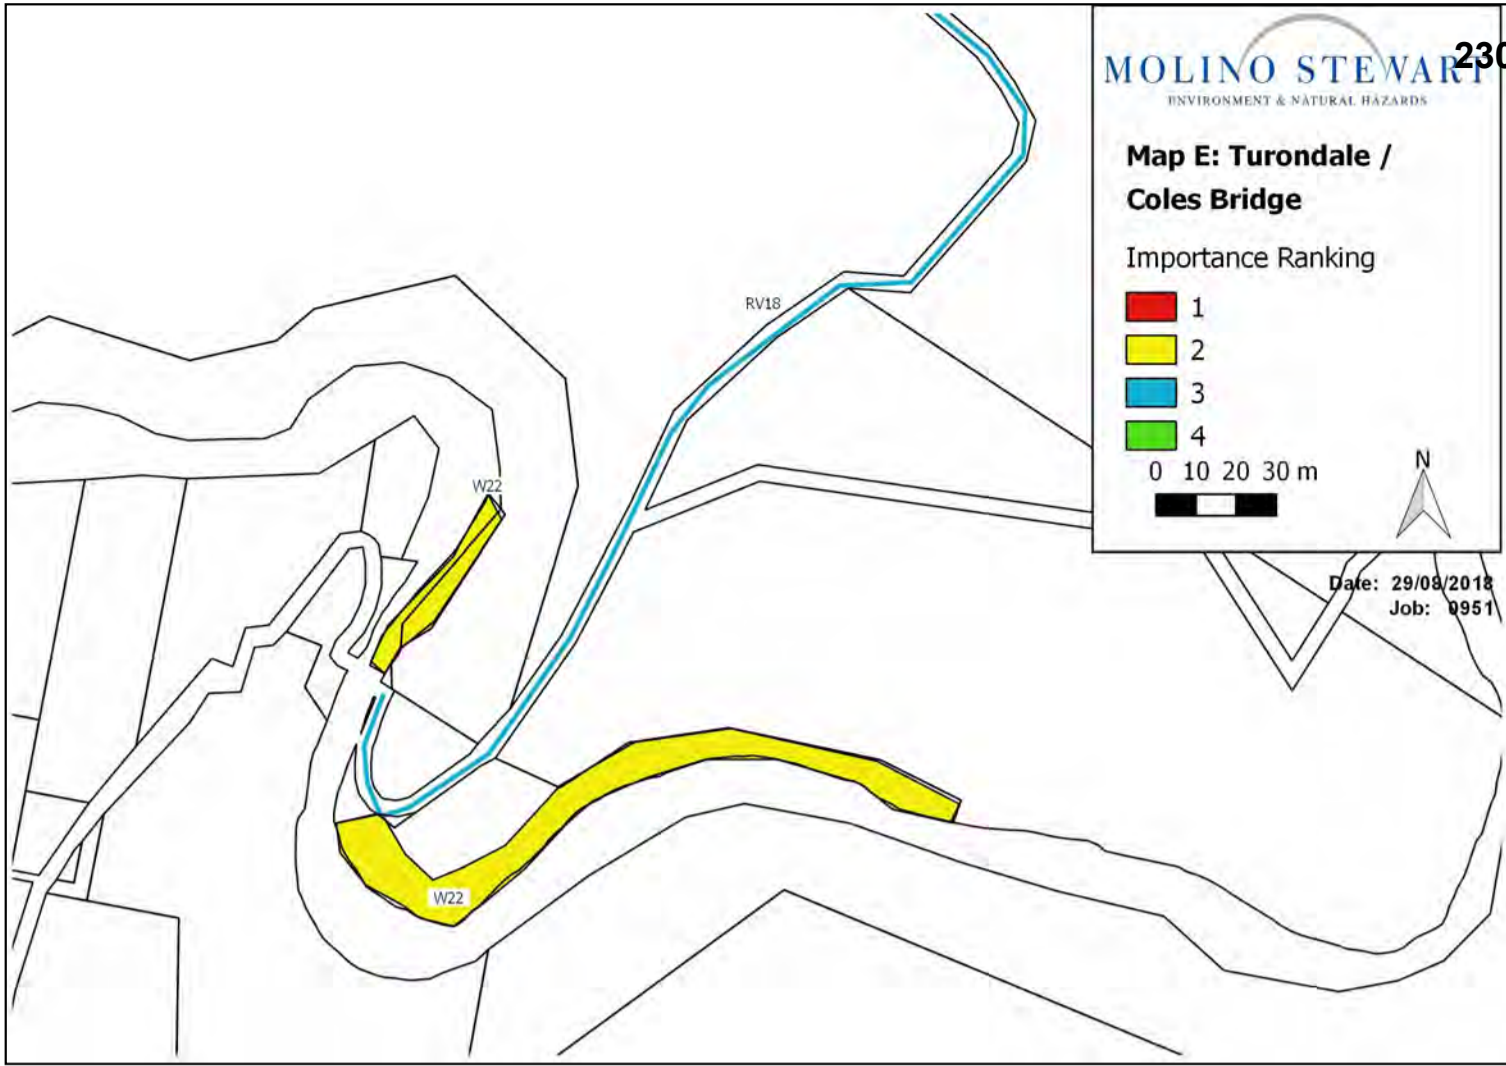 MOLINO STEWART
230
ENVIRONMENT & NATURAL HAZARDS
Map E: Turondale /
Coles Bridge
Importance Ranking
1
2
3
4
0 10 20 30 m
N
Date: 29/08/2018
Job: 0951
RV18
W22
W22